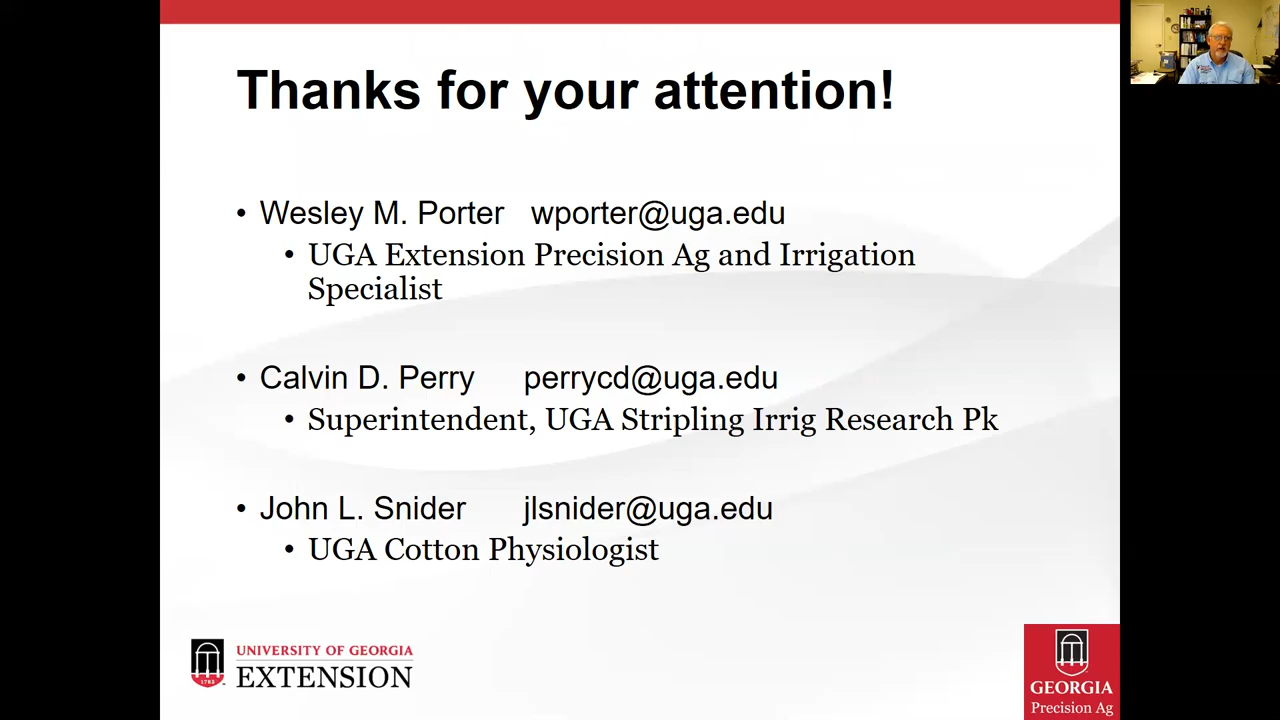 Thanks for your attention!
• Wesley M. Porter wporter@uga.edu
• UGA Extension Precision Ag and Irrigation
Specialist
• Calvin D. Perry perrycd@uga.edu
• Superintendent, UGA Stripling Irrig Research Pk
• John L. Snider jlsnider@uga.edu
• UGA Cotton Physiologist
1785
UNIVERSITY OF GEORGIA
EXTENSION
GEORGIA
Precision Ag